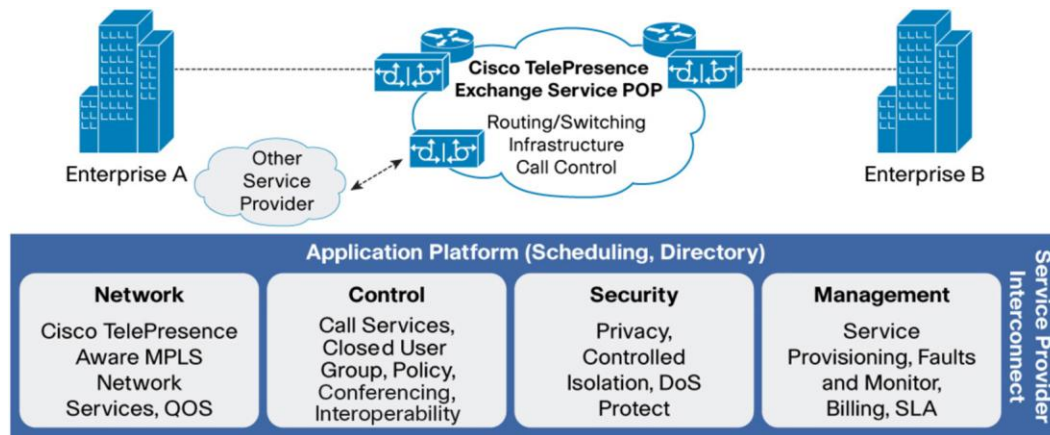 Cisco TelePresence
Exchange Service POP
Routing/Switching
Infrastructure
Call Control
Enterprise A
Other
Service
Provider
Enterprise B
Application Platform (Scheduling, Directory)
Network
Cisco TelePresence
Aware MPLS
Network
Services, QOS
Control
Call Services,
Closed User
Group, Policy,
Conferencing,
Interoperability
Security
Privacy,
Controlled
Isolation, DoS
Protect
Management
Service
Provisioning, Faults
and Monitor,
Billing, SLA
Service Provider
Interconnect